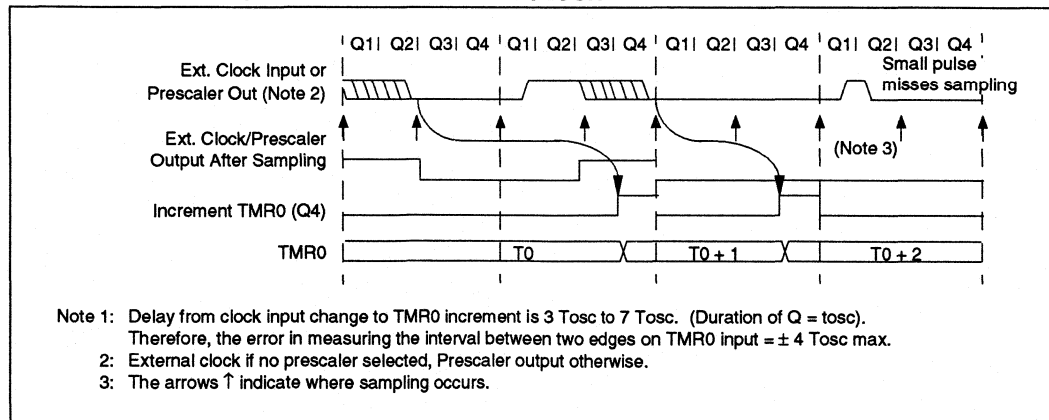 Q1| Q2| Q3| Q4 | Q1| Q2| Q3| Q4 | Q1| Q2| Q3| Q4 | Q1| Q2| Q3| Q4
Ext. Clock Input or
Prescaler Out (Note 2)
Small pulse
misses sampling
Ext. Clock/Prescaler
Output After Sampling
(Note 3)
Increment TMR0 (Q4)
TMR0
T0
T0 + 1
T0 + 2
Note 1: Delay from clock input change to TMR0 increment is 3 Tosc to 7 Tosc. (Duration of Q = tosc).
Therefore, the error in measuring the interval between two edges on TMR0 input = ± 4 Tosc max.
2: External clock if no prescaler selected, Prescaler output otherwise.
3: The arrows ↑ indicate where sampling occurs.